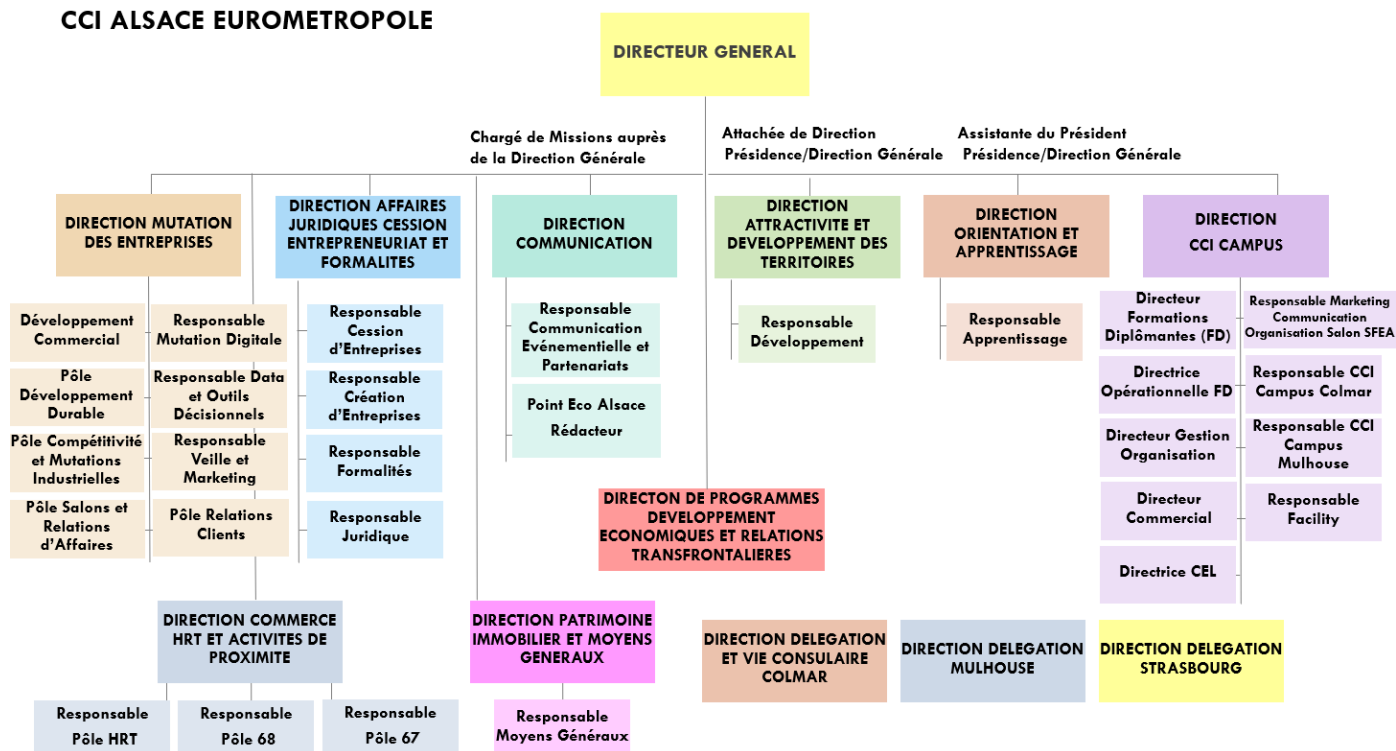 CCI ALSACE EUROMETROPOLE
DIRECTEUR GENERAL
Chargé de Missions auprès
de la Direction Générale
Attachée de Direction
Présidence/Direction Générale
Assistante du Président
Présidence/Direction Générale
DIRECTION MUTATION
DES ENTREPRISES
DIRECTION AFFAIRES
JURIDIQUES CESSION
ENTREPRENEURIAT ET
FORMALITES
DIRECTION
COMMUNICATION
DIRECTION
ATTRACTIVITE ET
DEVELOPPEMENT DES
TERRITOIRES
DIRECTION
ORIENTATION ET
APPRENTISSAGE
DIRECTION
CCI CAMPUS
Développement
Commercial
Responsable
Mutation Digitale
Pôle
Développement
Durable
Responsable Data
et Outils
Décisionnels
Pôle Compétitivité
et Mutations
Industrielles
Responsable
Veille et
Marketing
Pôle Salons et
Relations
d'Affaires
Pôle Relations
Clients
Responsable
Cession
d'Entreprises
Responsable
Création
d'Entreprises
Responsable
Formalités
Responsable
Juridique
Responsable
Communication
Evénementielle et
Partenariats
Point Eco Alsace
Rédacteur
Responsable
Développement
Responsable
Apprentissage
Directeur
Formations
Diplômantes (FD)
Responsable Marketing
Communication
Organisation Salon SFEA
Directrice
Opérationnelle FD
Responsable CCI
Campus Colmar
Directeur Gestion
Organisation
Responsable CCI
Campus
Mulhouse
Directeur
Commercial
Responsable
Facility
Directrice CEL
DIRECTON DE PROGRAMMES
DEVELOPPEMENT
ECONOMIQUES ET RELATIONS
TRANSFRONTALIERES
DIRECTION COMMERCE
HRT ET ACTIVITES DE
PROXIMITE
DIRECTION PATRIMOINE
IMMOBILIER ET MOYENS
GENERAUX
DIRECTION DELEGATION
ET VIE CONSULAIRE
COLMAR
DIRECTION DELEGATION
MULHOUSE
DIRECTION DELEGATION
STRASBOURG
Responsable
Pôle HRT
Responsable
Pôle 68
Responsable
Pôle 67
Responsable
Moyens Généraux